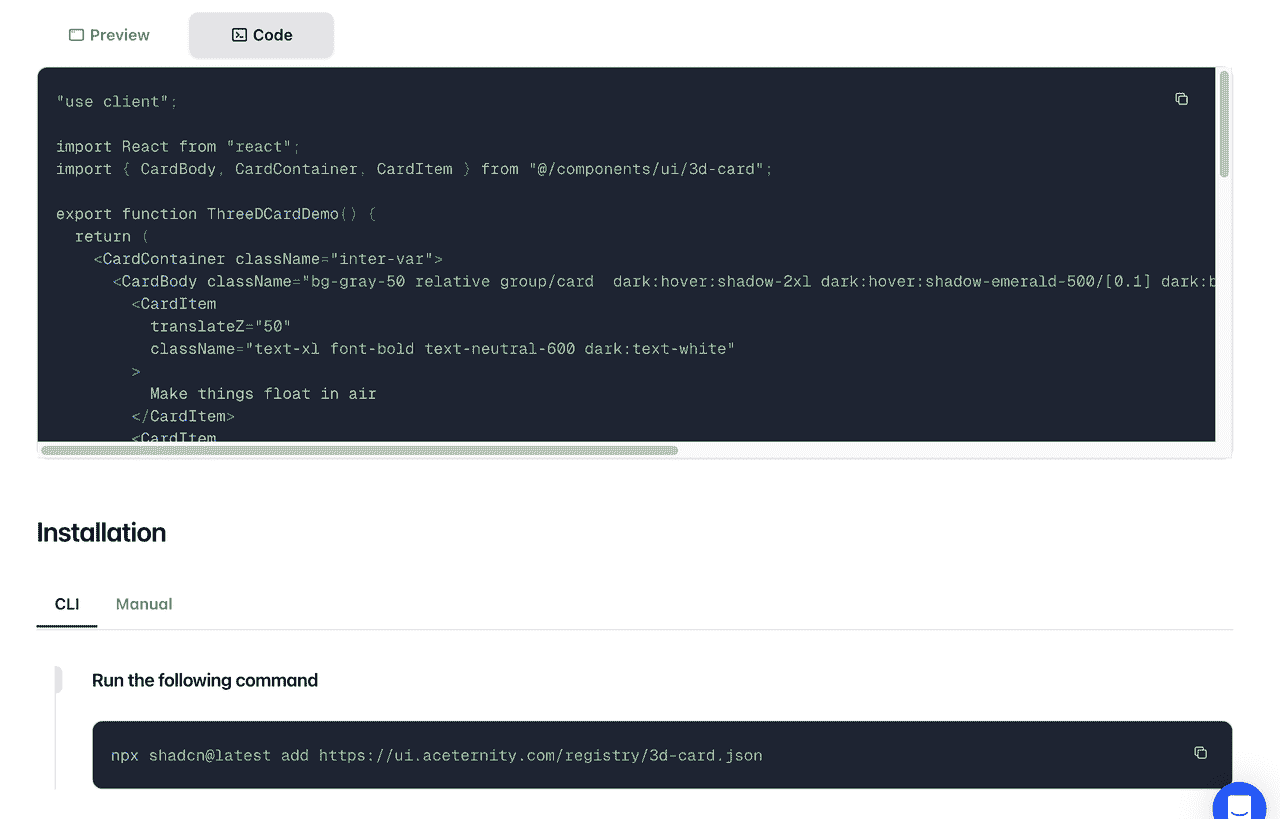 Preview
Code
"use client";
import React from "react";
import { CardBody, CardContainer, CardItem } from "@/components/ui/3d-card";
export function ThreeDCardDemo() {
  return (
    <CardContainer className="inter-var">
      <CardBody className="bg-gray-50 relative group/card  dark:hover:shadow-2xl dark:hover:shadow-emerald-500/[0.1] dark:b
        <CardItem
          translateZ="50"
          className="text-xl font-bold text-neutral-600 dark:text-white"
        >
          Make things float in air
        </CardItem>
        <CardItem
Installation
CLI
Manual
Run the following command
npx shadcn@latest add https://ui.aceternity.com/registry/3d-card.json